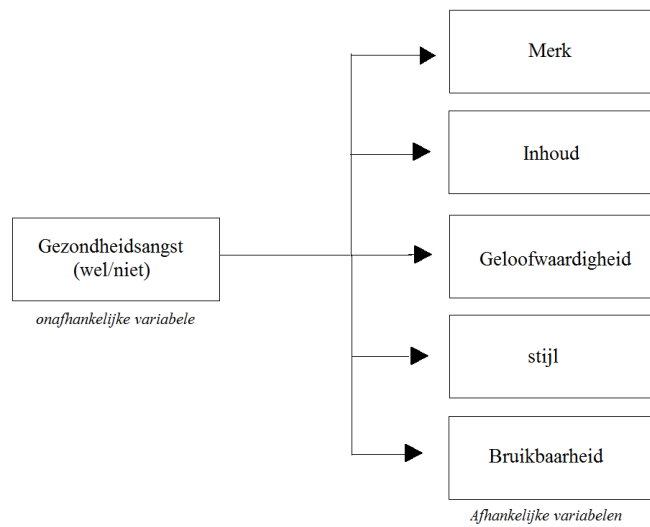 Merk
Inhoud
Gezondheidsangst
(wel/niet)
onafhankelijke variabele
Geloofwaardigheid
stijl
Bruikbaarheid
Afhankelijke variabelen